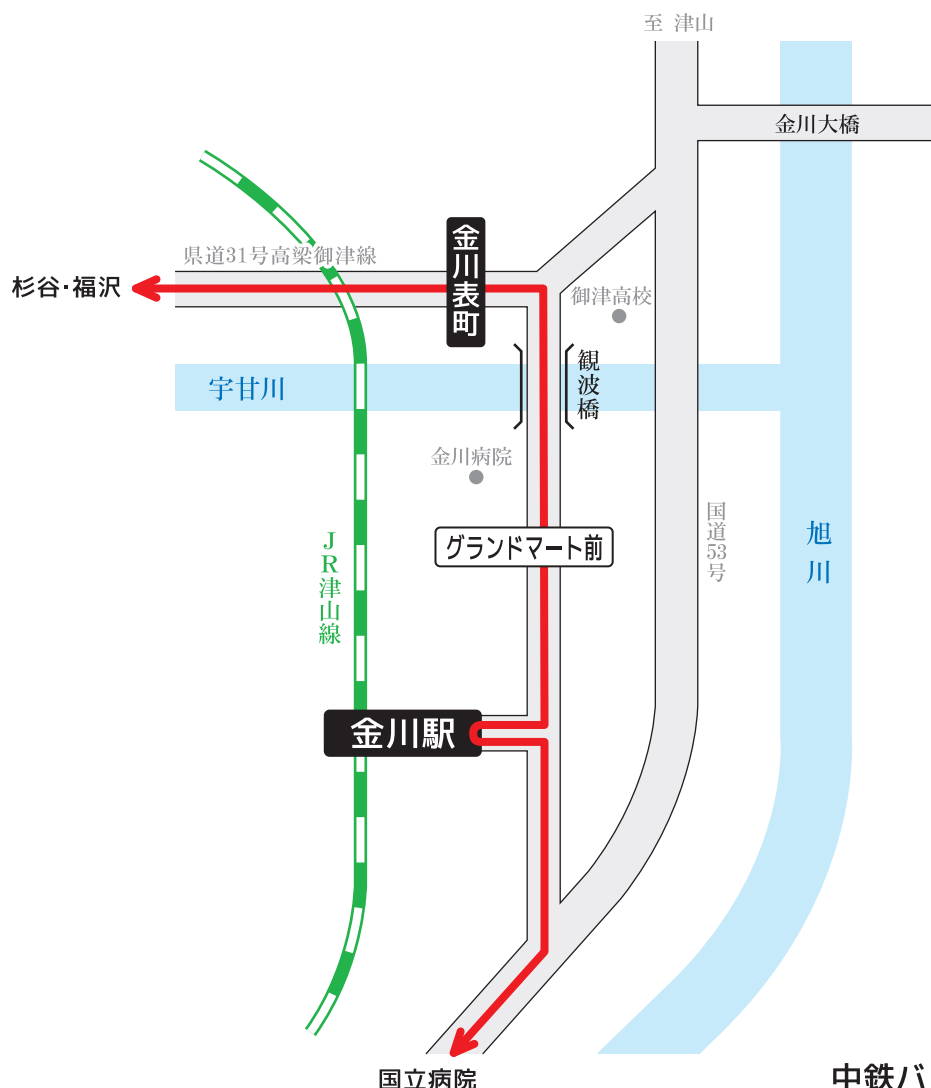 至 津山
金川大橋
金川表町
県道31号高梁御津線
杉谷・福沢
御津高校
観波橋
宇甘川
金川病院
国道53号
旭川
グランドマート前
JR津山線
金川駅
国立病院
中鉄バ